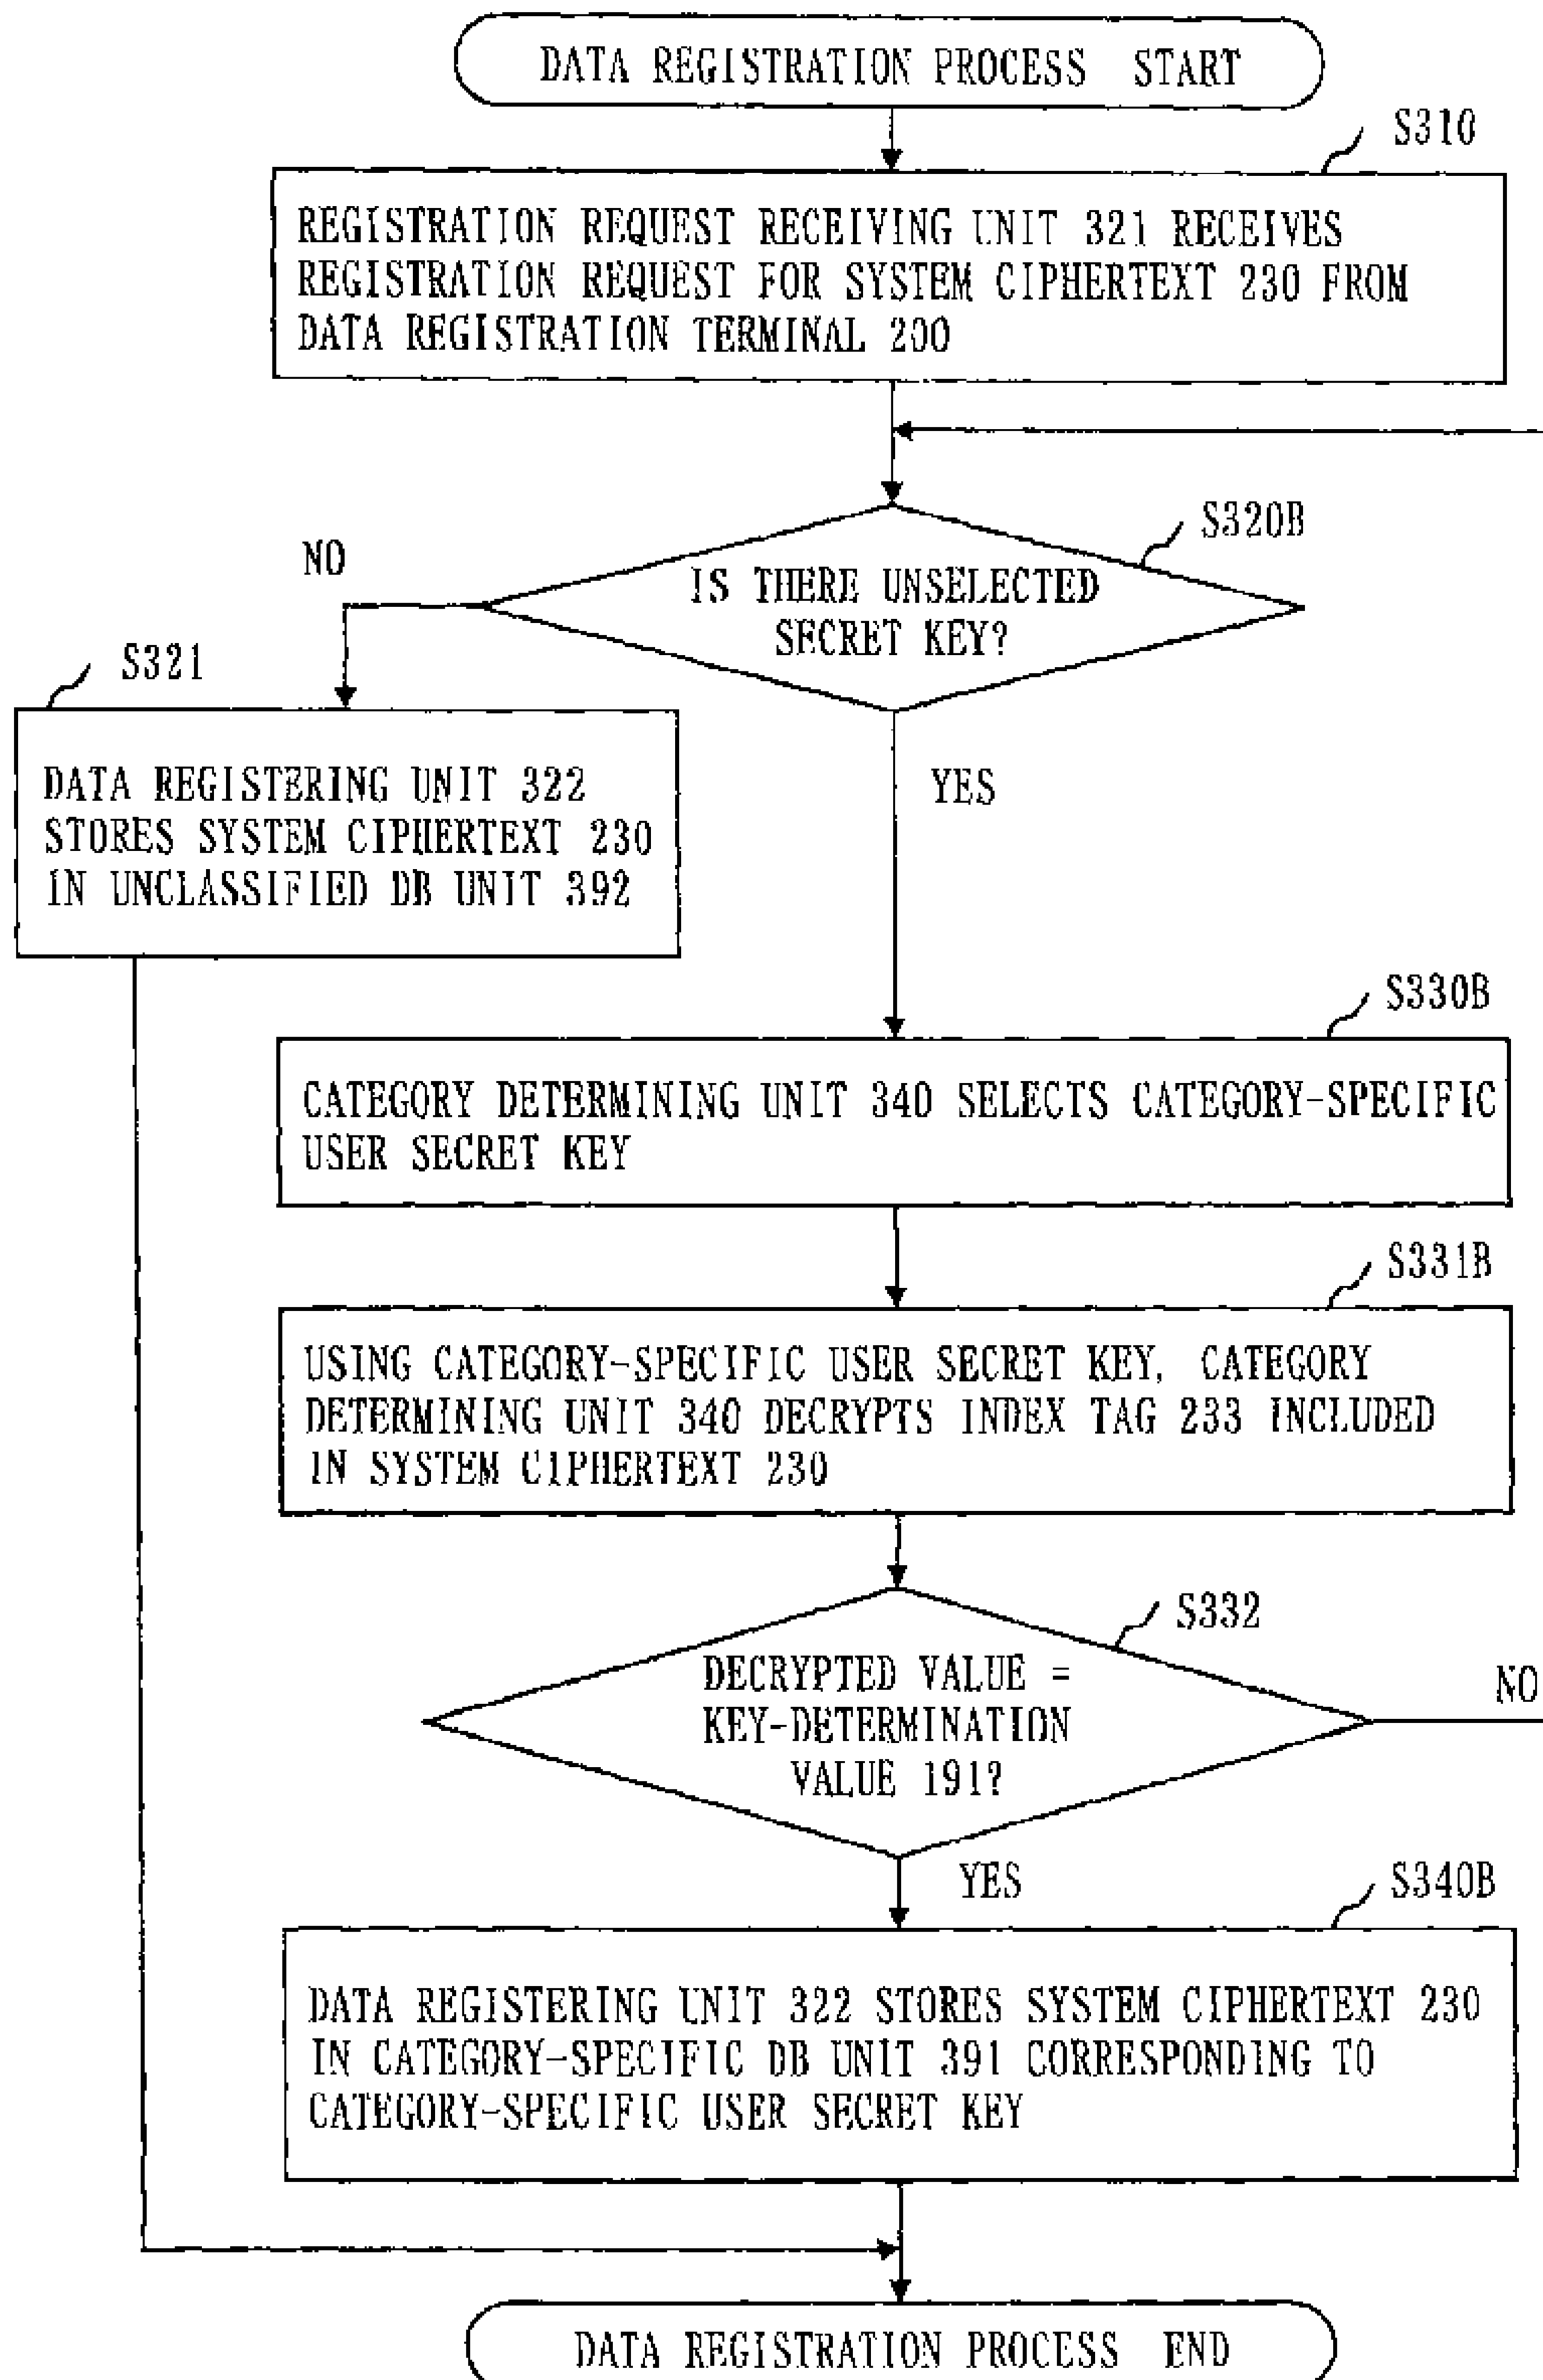 DATA REGISTRATION PROCESS START
S310
REGISTRATION REQUEST RECEIVING UNIT 321 RECEIVES
REGISTRATION REQUEST FOR SYSTEM CIPHERTEXT 230 FROM
DATA REGISTRATION TERMINAL 200
S320B
NO
IS THERE UNSELECTED
SECRET KEY?
S321
YES
DATA REGISTERING UNIT 322
STORES SYSTEM CIPHERTEXT 230
IN UNCLASSIFIED DB UNIT 392
S330B
CATEGORY DETERMINING UNIT 340 SELECTS CATEGORY-SPECIFIC
USER SECRET KEY
S331B
USING CATEGORY-SPECIFIC USER SECRET KEY, CATEGORY
DETERMINING UNIT 340 DECRYPTS INDEX TAG 233 INCLUDED
IN SYSTEM CIPHERTEXT 230
S332
DECRYPTED VALUE =
KEY-DETERMINATION
VALUE 191?
NO
YES
S340B
DATA REGISTERING UNIT 322 STORES SYSTEM CIPHERTEXT 230
IN CATEGORY-SPECIFIC DB UNIT 391 CORRESPONDING TO
CATEGORY-SPECIFIC USER SECRET KEY
DATA REGISTRATION PROCESS END